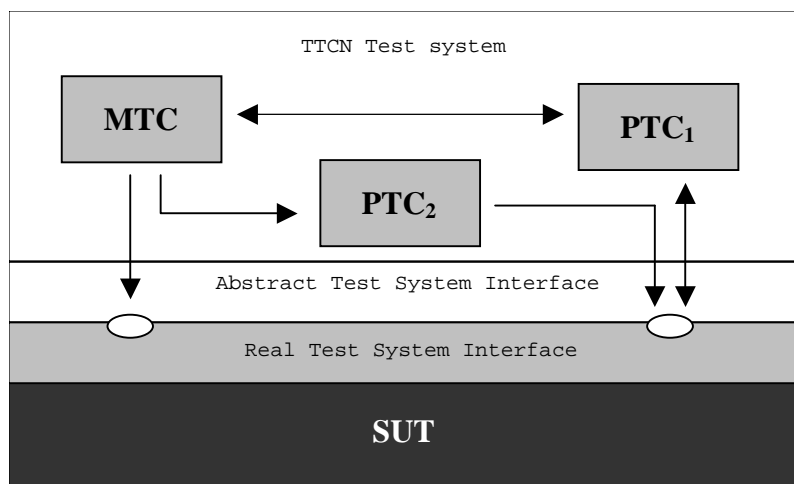 TTCN Test system
MTC
PTC1
PTC2
Abstract Test System Interface
Real Test System Interface
SUT